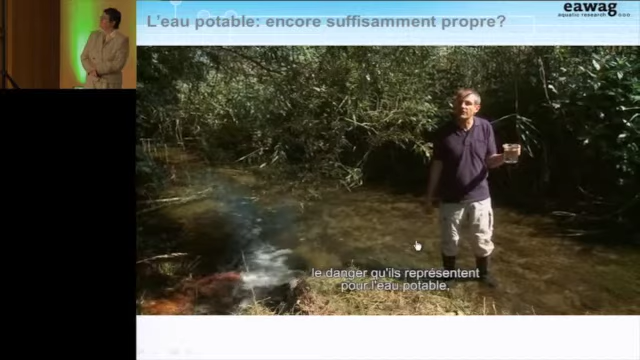 L'eau potable: encore suffisamment propre?
eawag
aquatic research
le danger qu'ils représentent
pour l'eau potable,